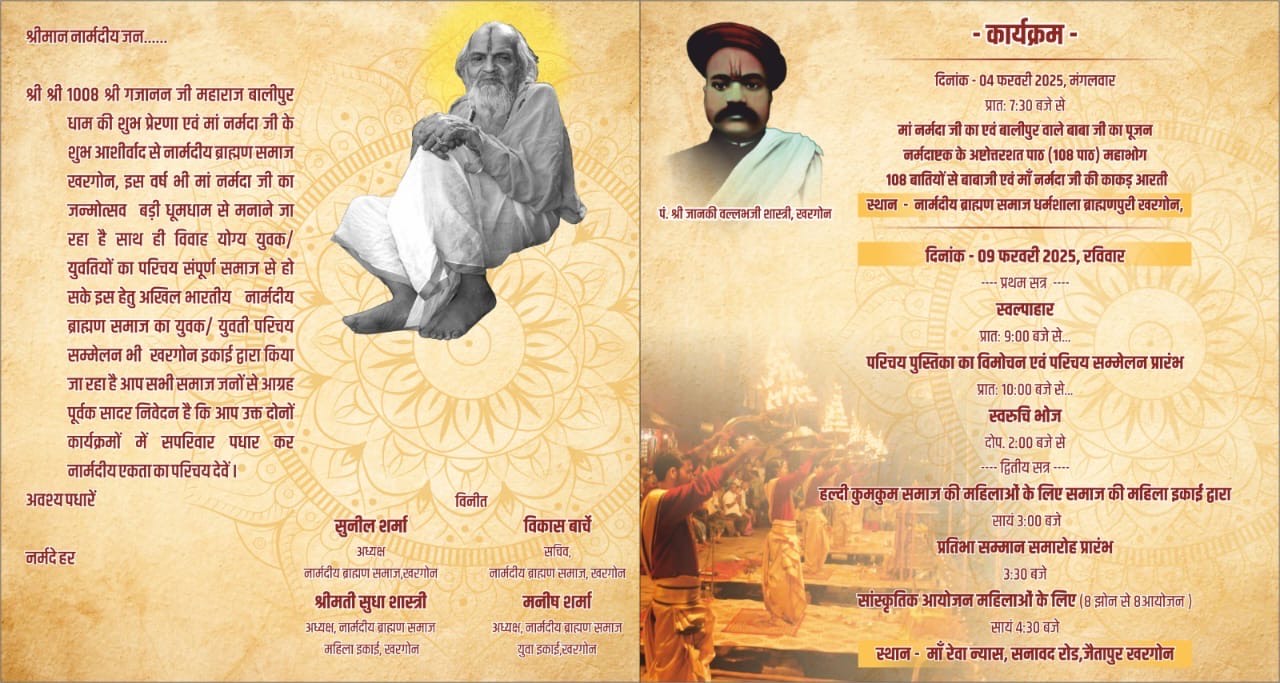 श्रीमान नार्मदीय जन......
श्री श्री 1008 श्री गजानन जी महाराज बालीपुर
धाम की शुभ प्रेरणा एवं मां नर्मदा जी के
शुभ आशीर्वाद से नार्मदीय ब्राह्मण समाज
खरगोन, इस वर्ष भी मां नर्मदा जी का
जन्मोत्सव बड़ी धूमधाम से मनाने जा
रहा है साथ ही विवाह योग्य युवक/
युवतियों का परिचय संपूर्ण समाज से हो
सके इस हेतु अखिल भारतीय नार्मदीय
ब्राह्मण समाज का युवक/ युवती परिचय
सम्मेलन भी खरगोन इकाई द्वारा किया
जा रहा है आप सभी समाज जनों से आग्रह
पूर्वक सादर निवेदन है कि आप उक्त दोनों
कार्यक्रमों में सपरिवार पधार कर
नार्मदीय एकता का परिचय देवें।
अवश्य पधारें
नर्मदे हर
विनीत
सुनील शर्मा
अध्यक्ष
नार्मदीय ब्राह्मण समाज,खरगोन
विकास बार्चे
सचिव,
नार्मदीय ब्राह्मण समाज, खरगोन
श्रीमती सुधा शास्त्री
अध्यक्ष, नार्मदीय ब्राह्मण समाज
महिला इकाई, खरगोन
मनीष शर्मा
अध्यक्ष, नार्मदीय ब्राह्मण समाज
युवा इकाई,खरगोन
पं. श्री जानकी वल्लभजी शास्त्री, खरगोन
- कार्यक्रम -
दिनांक - 04 फरवरी 2025, मंगलवार
प्रात: 7:30 बजे से
मां नर्मदा जी का एवं बालीपुर वाले बाबा जी का पूजन
नर्मदाष्टक के अष्टोत्तरशत पाठ (108 पाठ) महाभोग
108 बातियों से बाबाजी एवं माँ नर्मदा जी की काकड़ आरती
स्थान - नार्मदीय ब्राह्मण समाज धर्मशाला ब्राह्मणपुरी खरगोन,
दिनांक - 09 फरवरी 2025, रविवार
---- प्रथम सत्र ----
स्वल्पाहार
प्रात: 9:00 बजे से...
परिचय पुस्तिका का विमोचन एवं परिचय सम्मेलन प्रारंभ
प्रात: 10:00 बजे से...
स्वरुचि भोज
दोप. 2:00 बजे से
---- द्वितीय सत्र ----
हल्दी कुमकुम समाज की महिलाओं के लिए समाज की महिला इकाई द्वारा
सायं 3:00 बजे
प्रतिभा सम्मान समारोह प्रारंभ
3:30 बजे
सांस्कृतिक आयोजन महिलाओं के लिए (8 झोन से 8आयोजन )
सायं 4:30 बजे
स्थान - माँ रेवा न्यास, सनावद रोड,जैतापुर खरगोन